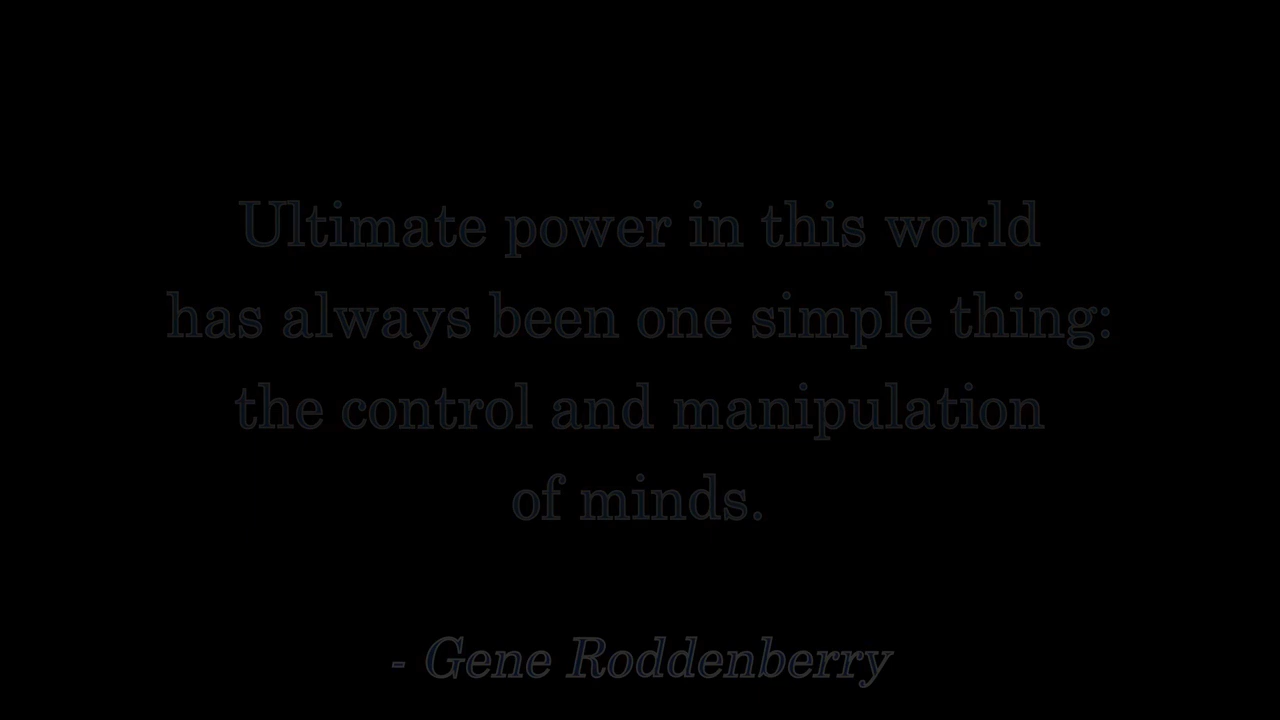 Ultimate power in this world
has always been one simple thing:
the control and manipulation
of minds.
- Gene Roddenberry